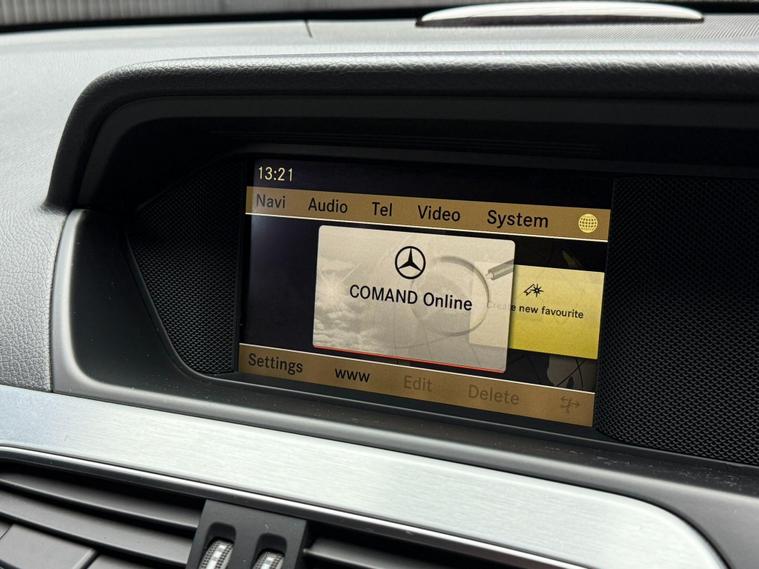 13:21
Navi Audio Tel Video System
COMAND Online
Create new favourite
Settings www Edit Delete